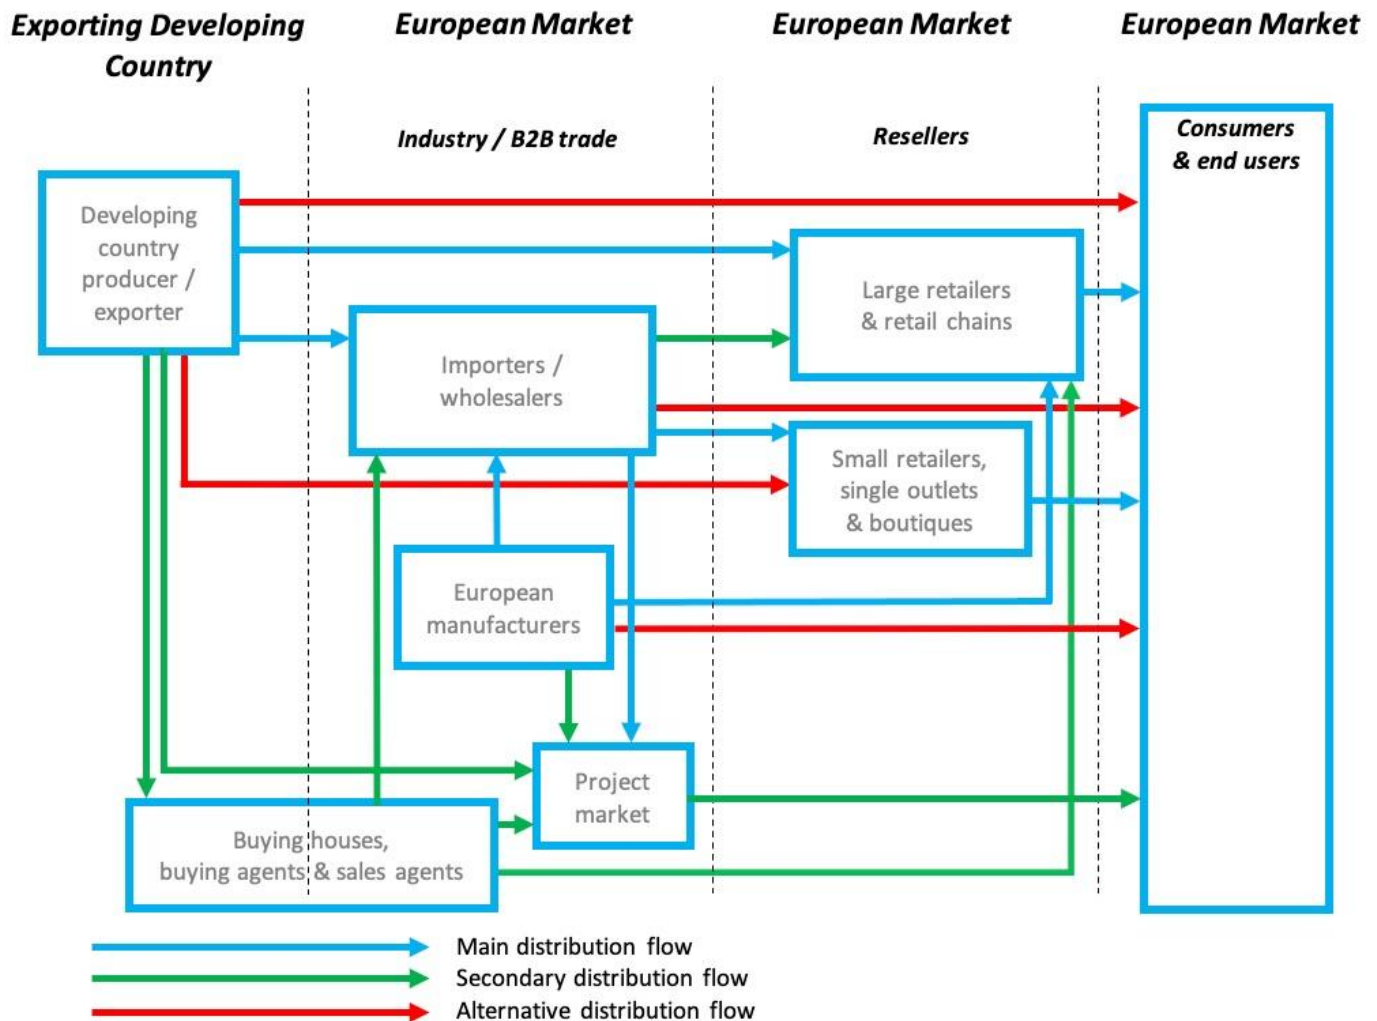 Exporting Developing
Country
European Market
European Market
European Market
Industry / B2B trade
Resellers
Consumers
& end users
Developing
country
producer /
exporter
Large retailers
& retail chains
Importers /
wholesalers
Small retailers,
single outlets
& boutiques
European
manufacturers
Project
market
Buying houses,
buying agents & sales agents
Main distribution flow
Secondary distribution flow
Alternative distribution flow